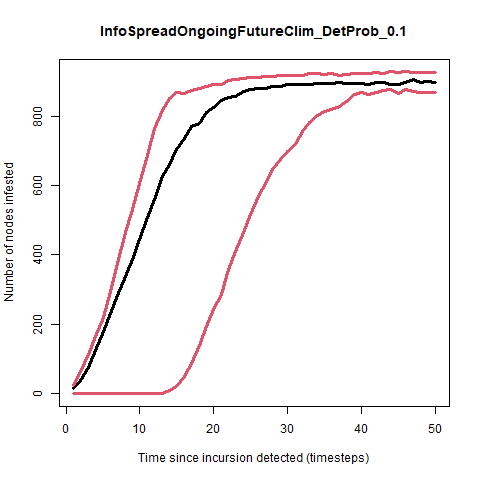 InfoSpreadOngoingFutureClim_DetProb_0.1
Number of nodes infested
800
600
400
200
0
0 10 20 30 40 50
Time since incursion detected (timesteps)